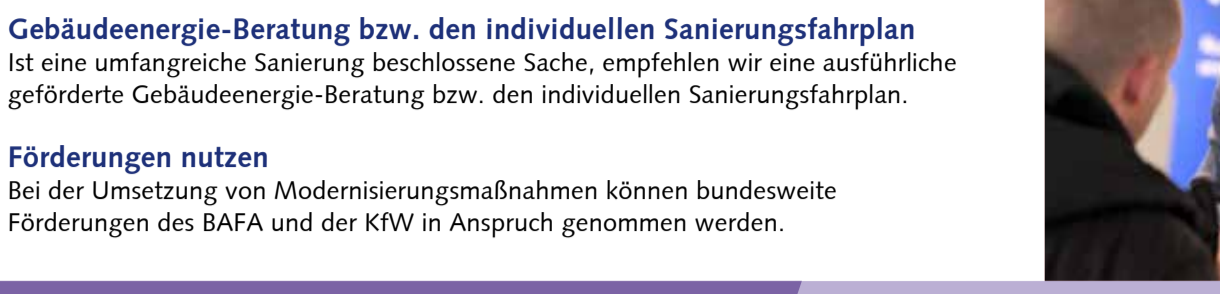 Gebäudeenergie-Beratung bzw. den individuellen Sanierungsfahrplan
Ist eine umfangreiche Sanierung beschlossene Sache, empfehlen wir eine ausführliche
geförderte Gebäudeenergie-Beratung bzw. den individuellen Sanierungsfahrplan.
Förderungen nutzen
Bei der Umsetzung von Modernisierungsmaßnahmen können bundesweite
Förderungen des BAFA und der KfW in Anspruch genommen werden.